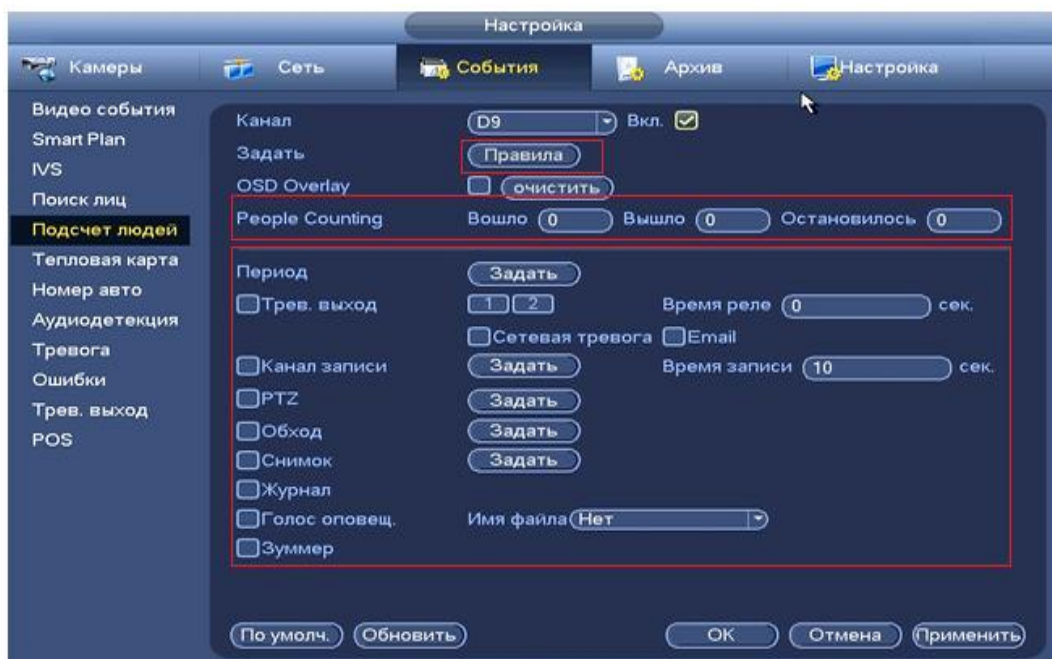 Настройка
Камеры Сеть События Архив Настройка
Видео события
Smart Plan
IVS
Поиск лиц
Подсчет людей
Тепловая карта
Номер авто
Аудиодетекция
Тревога
Ошибки
Трев. выход
POS
Канал D9 Вкл.
Задать Правила
OSD Overlay очистить
People Counting Вошло 0 Вышло 0 Остановилось 0
Период Задать
Трев. выход 1 2 Время реле 0 сек.
Сетевая тревога Email
Канал записи Задать Время записи 10 сек.
PTZ Задать
Обход Задать
Снимок Задать
Журнал
Голос оповещ. Имя файла Нет
Зуммер
По умолч. Обновить OK Отмена Применить